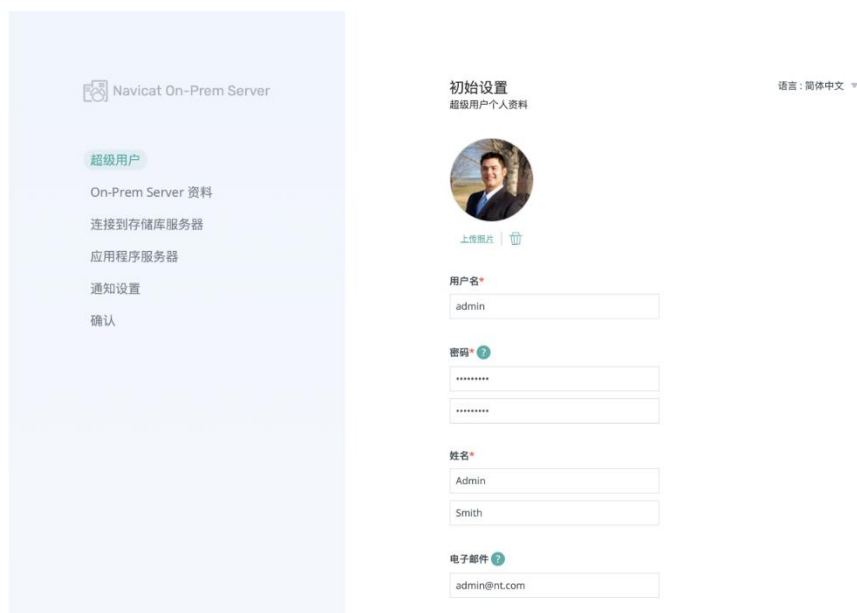 Navicat On-Prem Server
超级用户
On-Prem Server 资料
连接到存储库服务器
应用程序服务器
通知设置
确认
初始设置
语言 : 简体中文
超级用户个人资料
上传照片
用户名*
admin
密码* ?
•••••••••
•••••••••
姓名*
Admin
Smith
电子邮件 ?
admin@nt.com